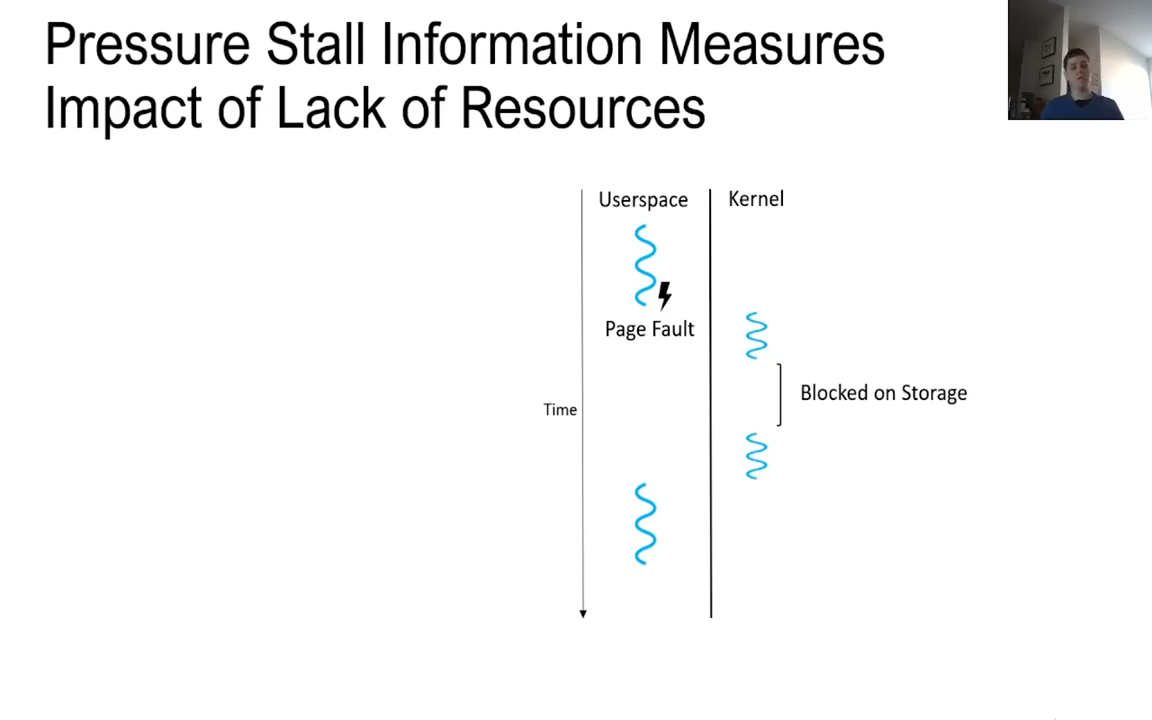 Pressure Stall Information Measures
Impact of Lack of Resources
Userspace
Kernel
Page Fault
Blocked on Storage
Time